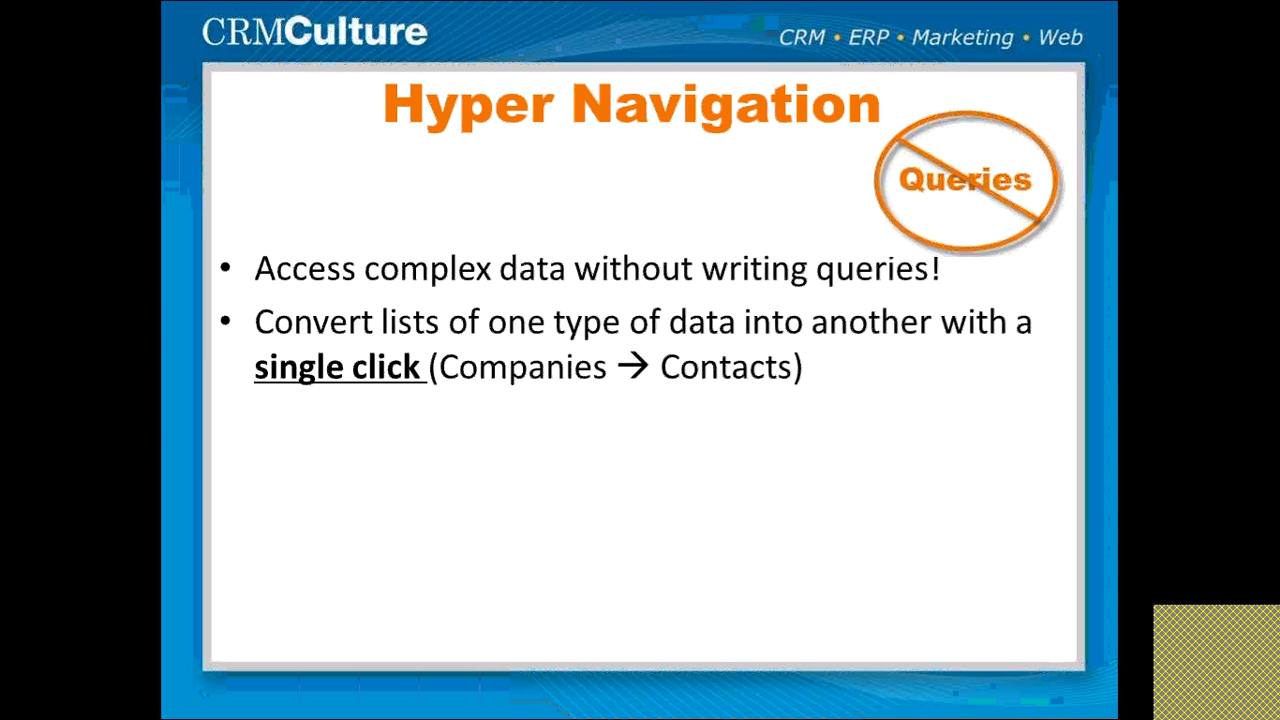 CRMCulture
CRM • ERP • Marketing • Web
Hyper Navigation
Queries
• Access complex data without writing queries!
• Convert lists of one type of data into another with a
single click (Companies → Contacts)